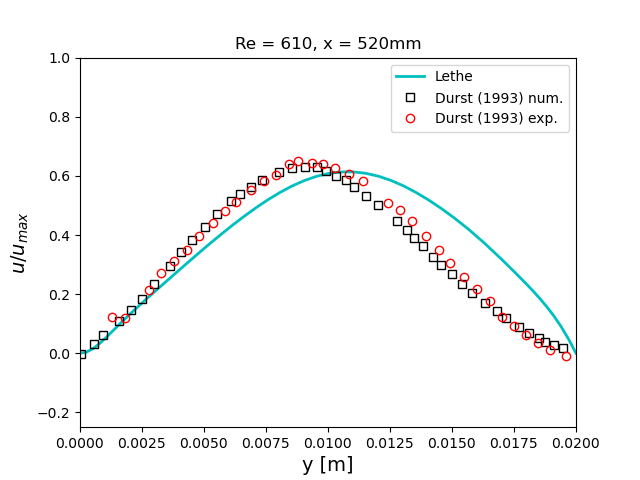 Re = 610, x = 520mm
Lethe
Durst (1993) num.
Durst (1993) exp.
1.0
0.8
0.6
0.4
0.2
0.0
−0.2
u/u_max
0.0000 0.0025 0.0050 0.0075 0.0100 0.0125 0.0150 0.0175 0.0200
y [m]